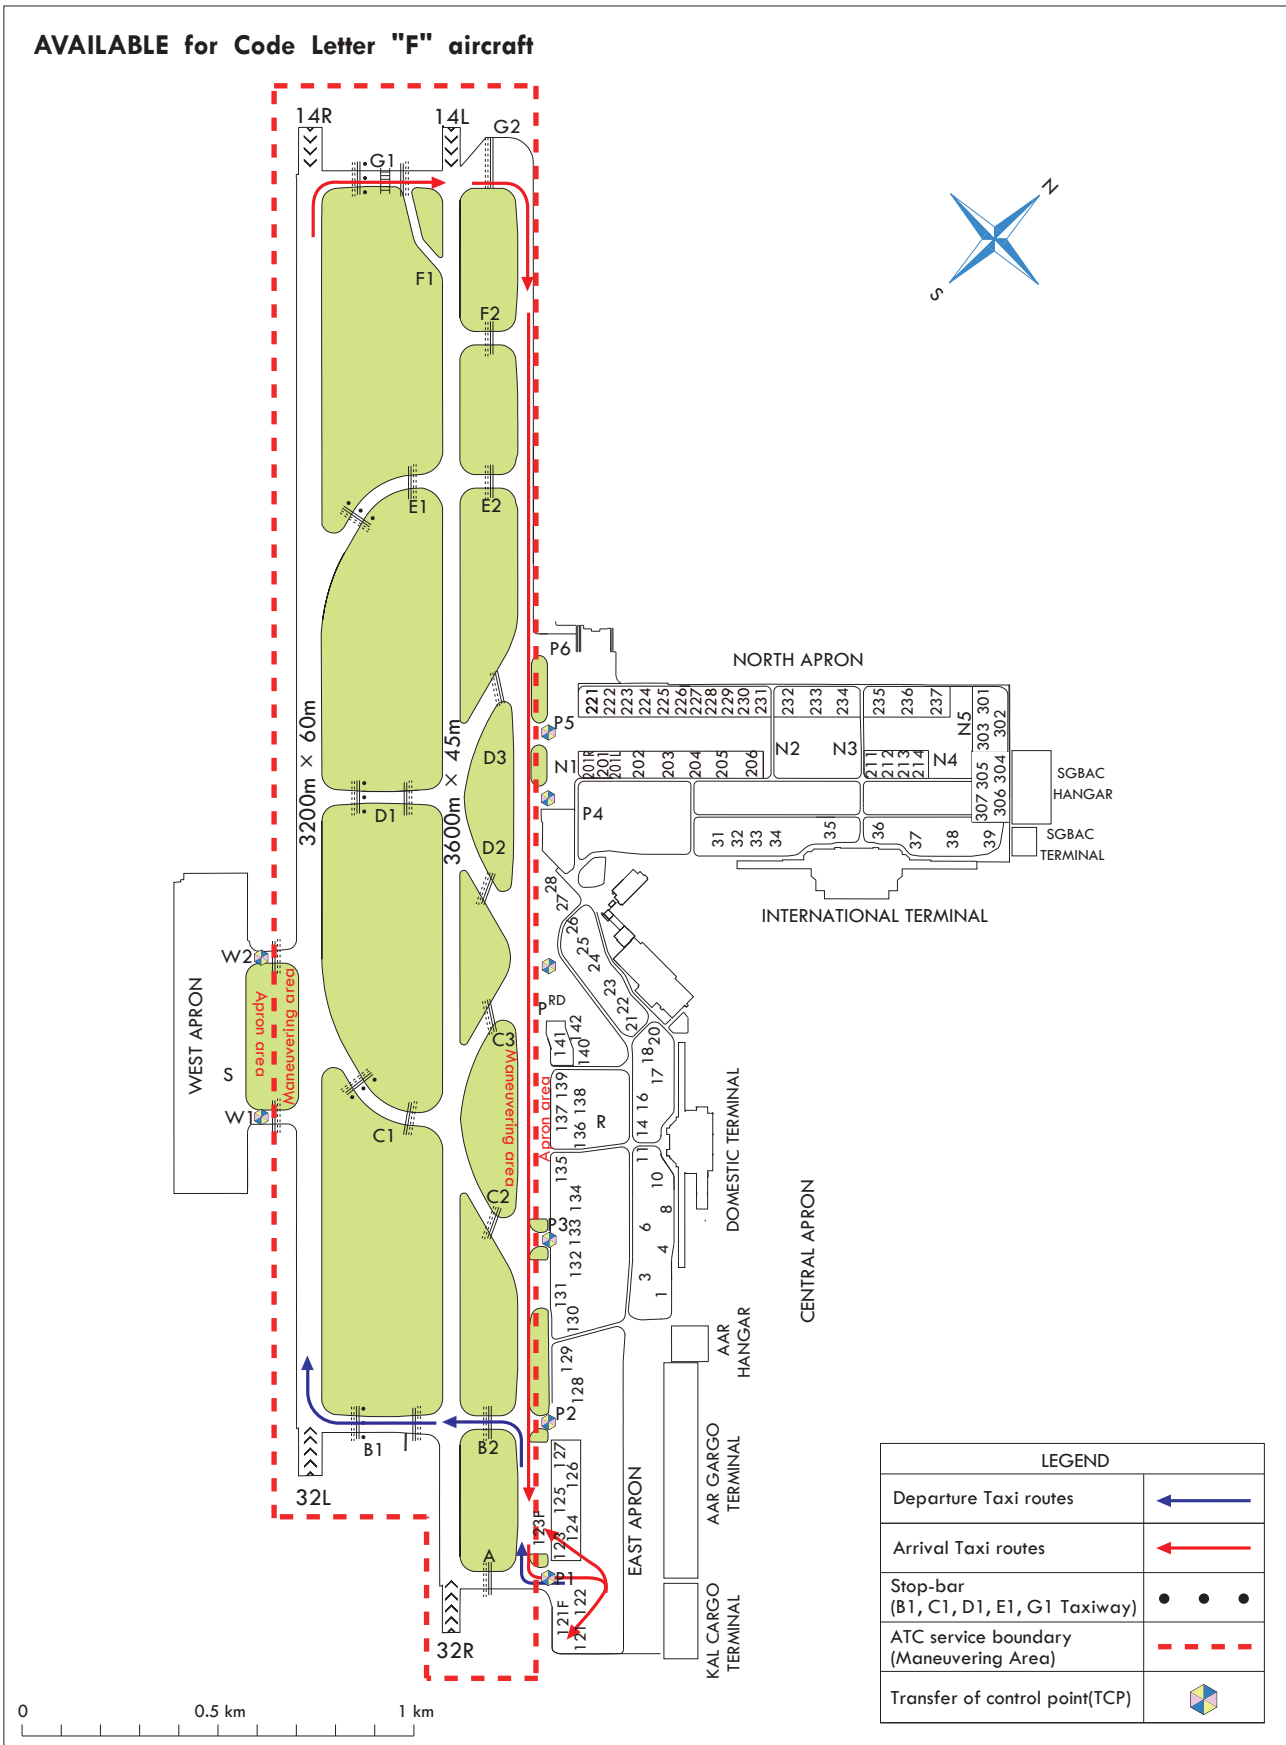 AVAILABLE for Code Letter "F" aircraft
14R
14L
G2
G1
N
S
F1
F2
E1
E2
P6
NORTH APRON
221
222
223
224
225
226
227
228
229
230
231
232
233
234
235
236
237
N5
301
302
303
3200m × 60m
3600m × 45m
P5
D3
N1
201R
201
201L
202
203
204
205
206
N2
N3
211
212
213
214
N4
305
304
307
306
SGBAC
HANGAR
D1
P4
D2
31
32
33
34
35
36
37
38
39
SGBAC
TERMINAL
28
27
26
25
24
23
22
21
INTERNATIONAL TERMINAL
W2
WEST APRON
Apron area
Maneuvering area
S
W1
PRD
142
141
140
C3
20
18
17
16
14
Maneuvering area
Apron area
139
138
137
136
R
C1
DOMESTIC TERMINAL
135
134
133
132
131
130
11
10
8
6
4
3
1
C2
P3
CENTRAL APRON
AAR
HANGAR
129
128
P2
B1
B2
127
126
125
124
123
123F
EAST APRON
AAR GARGO
TERMINAL
32L
A
P1
122
121F
121
KAL CARGO
TERMINAL
32R
LEGEND
Departure Taxi routes
Arrival Taxi routes
Stop-bar
(B1, C1, D1, E1, G1 Taxiway)
ATC service boundary
(Maneuvering Area)
Transfer of control point(TCP)
0
0.5 km
1 km